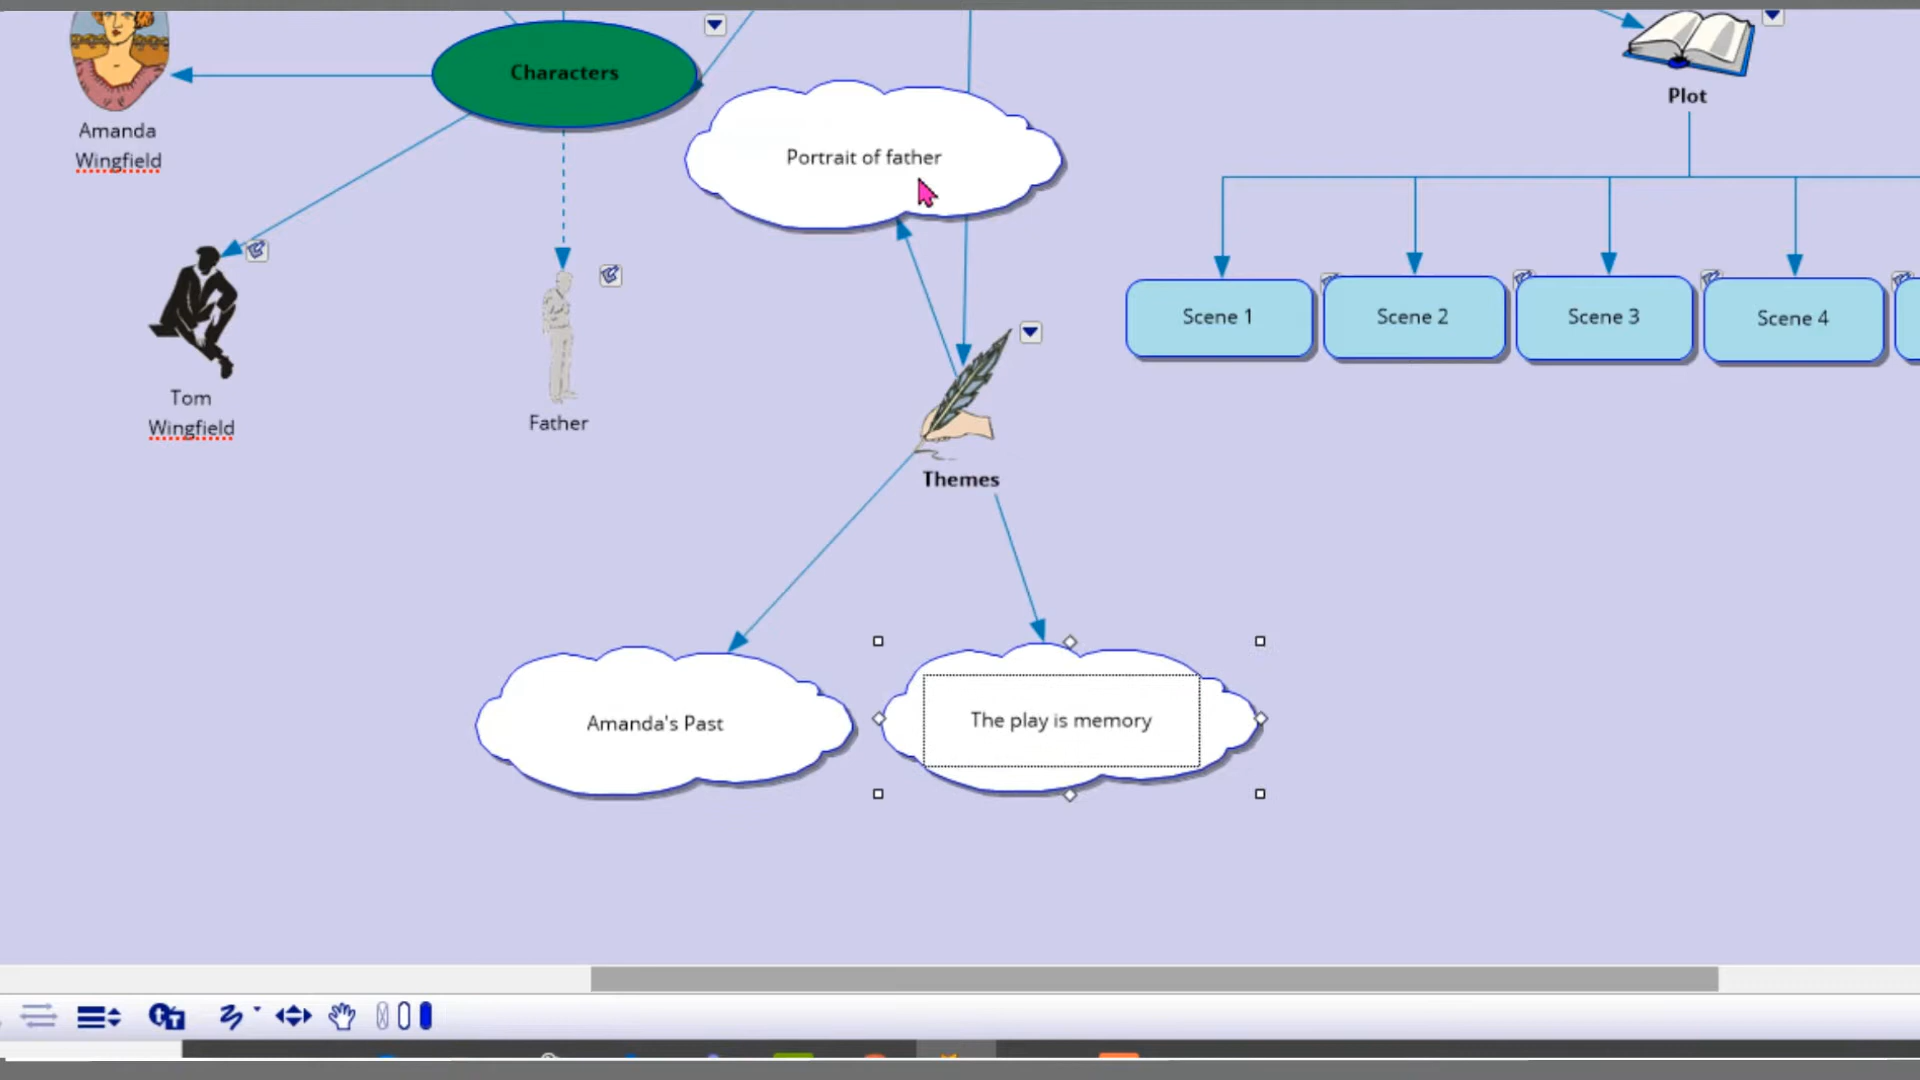 Characters
Plot
Amanda
Wingfield
Portrait of father
Scene 1
Scene 2
Scene 3
Scene 4
Tom
Wingfield
Father
Themes
Amanda's Past
The play is memory